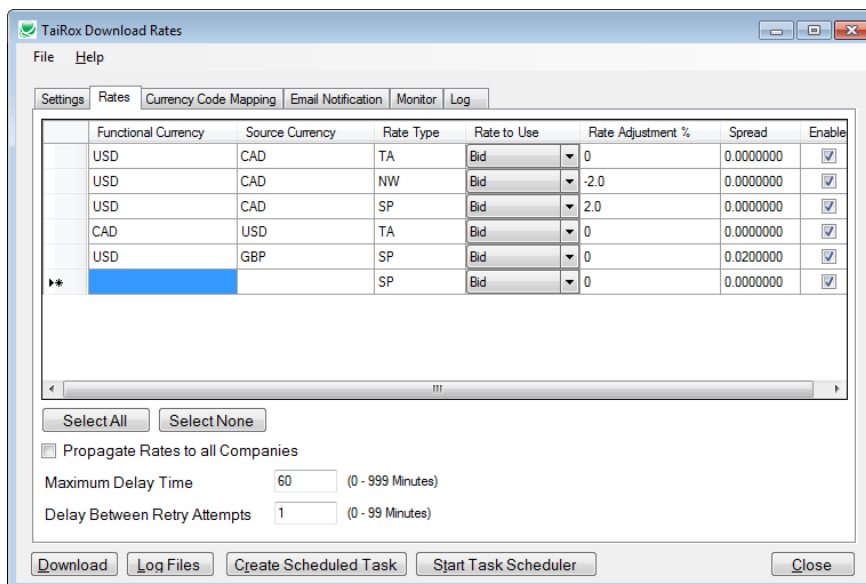 TaiRox Download Rates
File Help
Settings Rates Currency Code Mapping Email Notification Monitor Log
Functional Currency Source Currency Rate Type Rate to Use Rate Adjustment % Spread Enable
USD CAD TA Bid 0 0.0000000
USD CAD NW Bid -2.0 0.0000000
USD CAD SP Bid 2.0 0.0000000
CAD USD TA Bid 0 0.0000000
USD GBP SP Bid 0 0.0200000
SP Bid 0 0.0000000
Select All Select None
Propagate Rates to all Companies
Maximum Delay Time 60 (0 - 999 Minutes)
Delay Between Retry Attempts 1 (0 - 99 Minutes)
Download Log Files Create Scheduled Task Start Task Scheduler Close